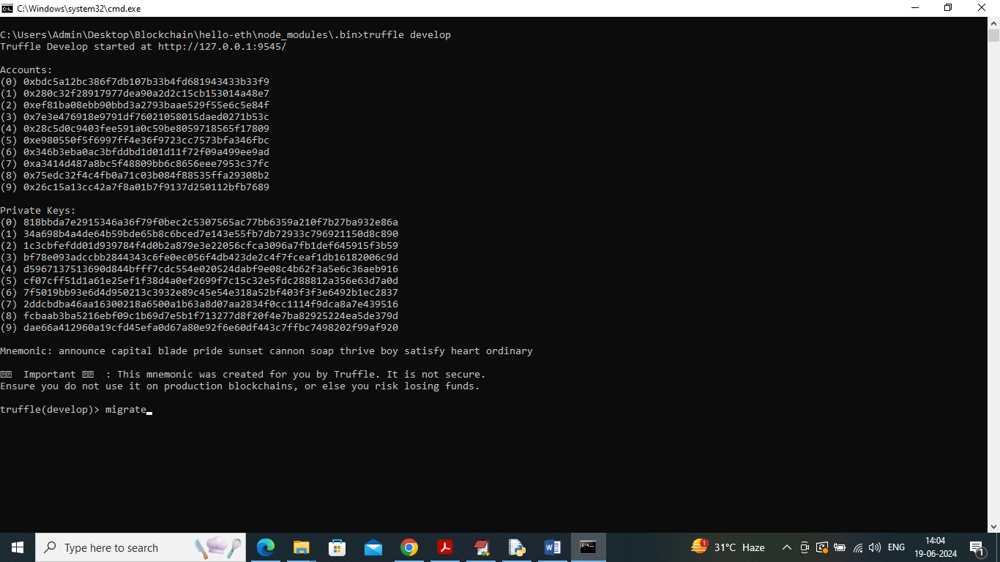 C:\Windows\system32\cmd.exe
C:\Users\Admin\Desktop\Blockchain\hello-eth\node_modules\.bin>truffle develop
Truffle Develop started at http://127.0.0.1:9545/
Accounts:
(0) 0xbdc5a12bc386f7db107b33b4fd681943433b33f9
(1) 0x280c32f28917977dea90a2d2c15cb153014a48e7
(2) 0xef81ba08ebb90bbd3a2793baae529f55e6c5e84f
(3) 0x7e3e476918e9791df76021058015daed0271b53c
(4) 0x28c5d0c9403fee591a0c59be8059718565f17809
(5) 0xe980550f5f6997ff4e36f9723cc7573bfa346fbc
(6) 0x346b3eba0ac3bfddbd1d01d11f72f09a499ee9ad
(7) 0xa3414d487a8bc5f48809bb6c8656eee7953c37fc
(8) 0x75edc32f4c4fb0a71c03b084f88535ffa29308b2
(9) 0x26c15a13cc42a7f8a01b7f9137d250112bfb7689
Private Keys:
(0) 818bbda7e2915346a36f79f0bec2c5307565ac77bb6359a210f7b27ba932e86a
(1) 34a698b4a4de64b59bde65b8c6bced7e143e55fb7db72933c796921150d8c890
(2) 1c3cbfefdd01d939784f4d0b2a879e3e22056cfca3096a7fb1def645915f3b59
(3) bf78e093adccbb2844343c6fe0ec056f4db423de2c4f7fceaf1db16182006c9d
(4) d5967137513690d844bfff7cdc554e020524dabf9e08c4b62f3a5e6c36aeb916
(5) cf07cff51d1a61e25ef1f38d4a0ef2699f7c15c32e5fdc288812a356e63d7a0d
(6) 7f5019bb93e6d4d950213c3932e89c45e54e318a52bf403f3f3e6492b1ec2837
(7) 2ddcbdba46aa16300218a6500a1b63a8d07aa2834f0cc1114f9dca8a7e439516
(8) fcbaab3ba5216ebf09c1b69d7e5b1f713277d8f20f4e7ba82925224ea5de379d
(9) dae66a412960a19cfd45efa0d67a80e92f6e60df443c7ffbc7498202f99af920
Mnemonic: announce capital blade pride sunset cannon soap thrive boy satisfy heart ordinary
Important : This mnemonic was created for you by Truffle. It is not secure.
Ensure you do not use it on production blockchains, or else you risk losing funds.
truffle(develop)> migrate
Type here to search
1
31°C Haze
ENG
14:04
19-06-2024
1